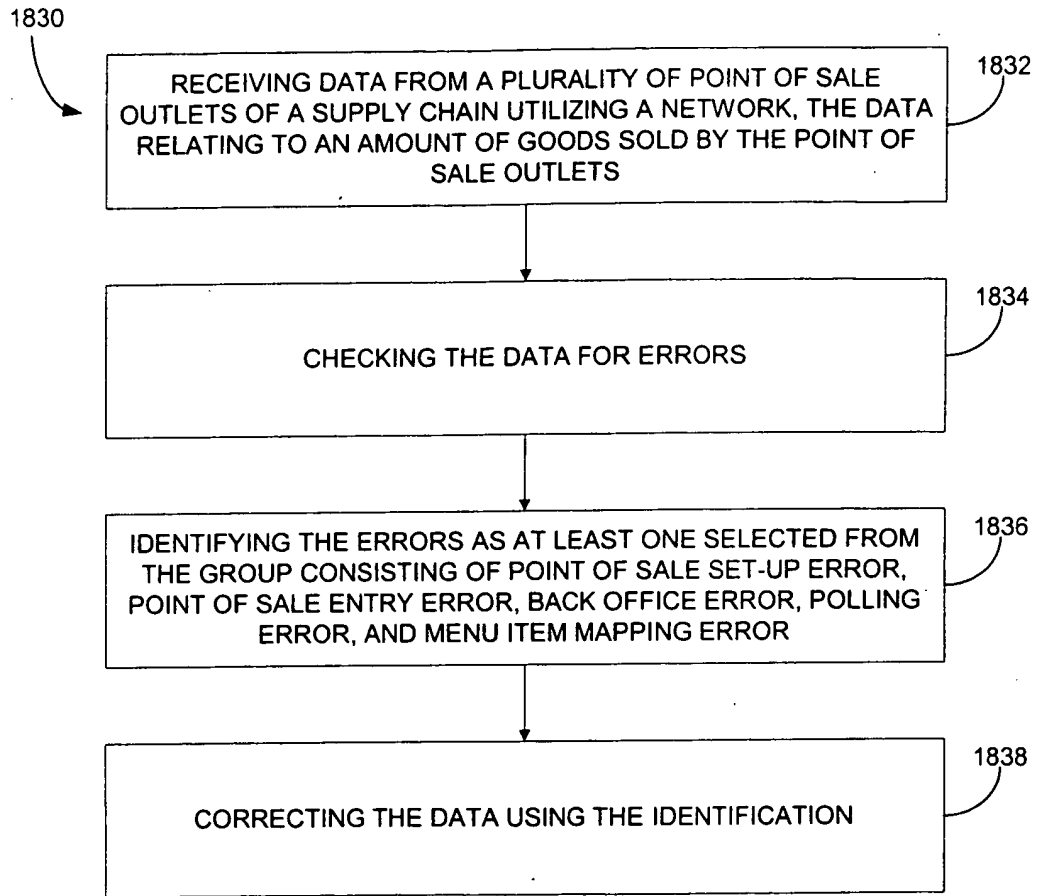 1830
RECEIVING DATA FROM A PLURALITY OF POINT OF SALE
OUTLETS OF A SUPPLY CHAIN UTILIZING A NETWORK, THE DATA
RELATING TO AN AMOUNT OF GOODS SOLD BY THE POINT OF
SALE OUTLETS
1832
CHECKING THE DATA FOR ERRORS
1834
IDENTIFYING THE ERRORS AS AT LEAST ONE SELECTED FROM
THE GROUP CONSISTING OF POINT OF SALE SET-UP ERROR,
POINT OF SALE ENTRY ERROR, BACK OFFICE ERROR, POLLING
ERROR, AND MENU ITEM MAPPING ERROR
1836
CORRECTING THE DATA USING THE IDENTIFICATION
1838